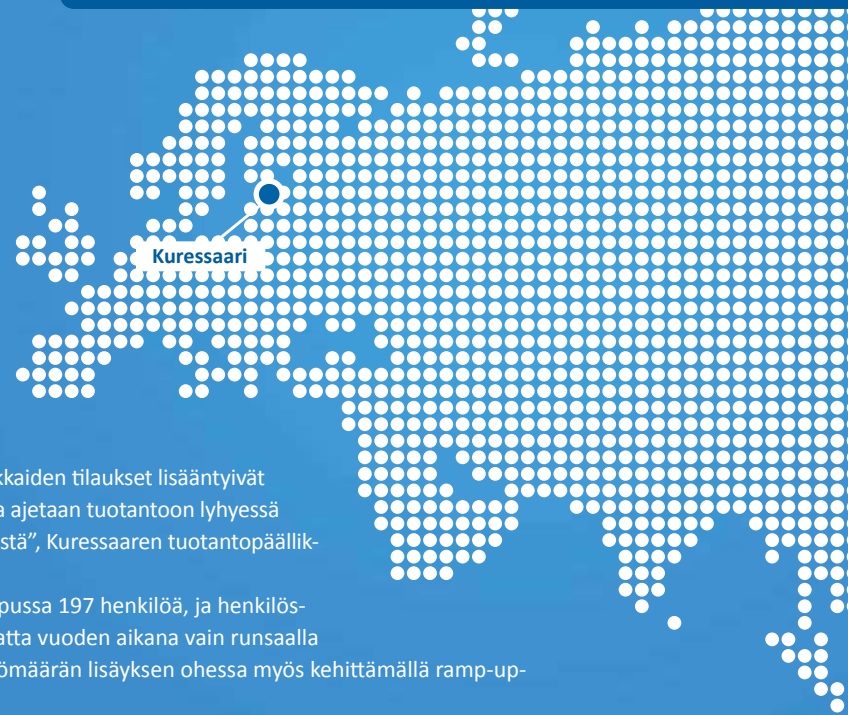 Kuressaari
kkaiden tilaukset lisääntyivät
a ajetaan tuotantoon lyhyessä
stä”, Kuressaaren tuotantopäällik-
pussa 197 henkilöä, ja henkilös-
atta vuoden aikana vain runsaalla
ömäärän lisäyksen ohessa myös kehittämällä ramp-up-